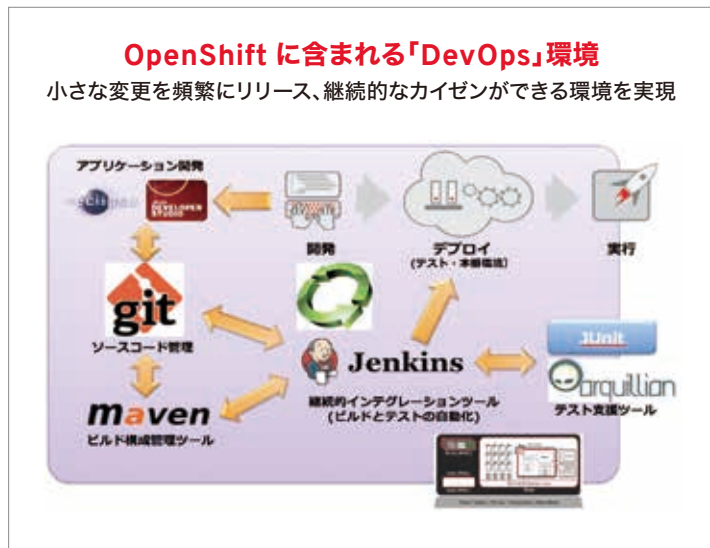 OpenShift に含まれる「DevOps」環境
小さな変更を頻繁にリリース、継続的なカイゼンができる環境を実現
アプリケーション開発
eclipse
DEVELOPER
STUDIO
開発
デプロイ
(テスト・本番環境)
実行
git
ソースコード管理
Jenkins
継続的インテグレーションツール
(ビルドとテストの自動化)
JUnit
arquillian
テスト支援ツール
maven
ビルド構成管理ツール